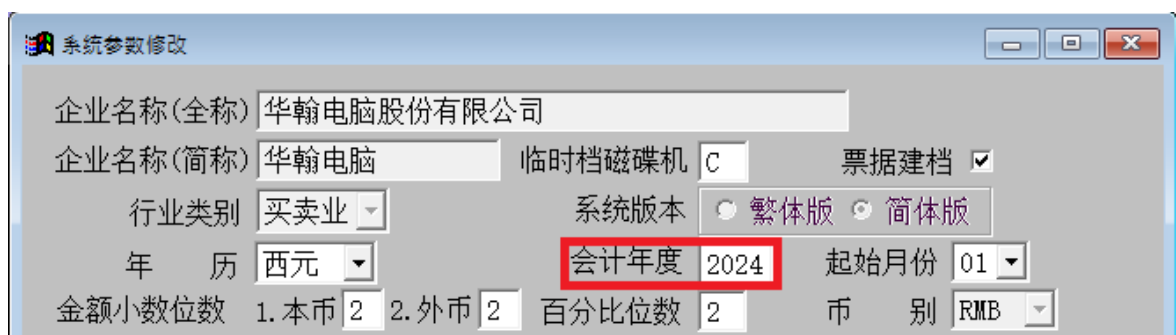 系统参数修改
企业名称(全称) 华翰电脑股份有限公司
企业名称(简称) 华翰电脑 临时档磁碟机 C 票据建档
行业类别 买卖业 系统版本 繁体版 简体版
年 历 西元 会计年度 2024 起始月份 01
金额小数位数 1.本币 2 2.外币 2 百分比位数 2 币 别 RMB